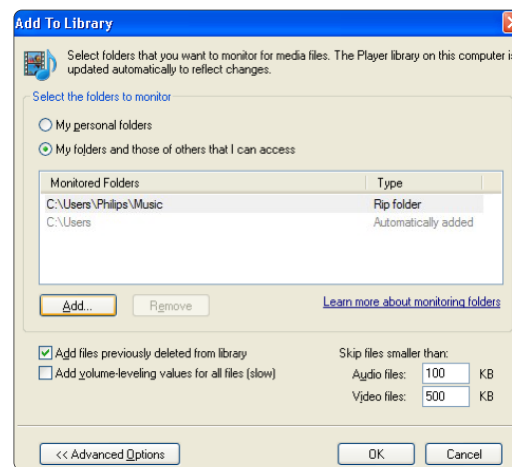 Add To Library
Select folders that you want to monitor for media files. The Player library on this computer is
updated automatically to reflect changes.
Select the folders to monitor
My personal folders
My folders and those of others that I can access
Monitored Folders Type
C:\Users\Philips\Music Rip folder
C:\Users Automatically added
Add... Remove Learn more about monitoring folders
Add files previously deleted from library
Add volume-leveling values for all files (slow)
Skip files smaller than:
Audio files: 100 KB
Video files: 500 KB
<< Advanced Options OK Cancel